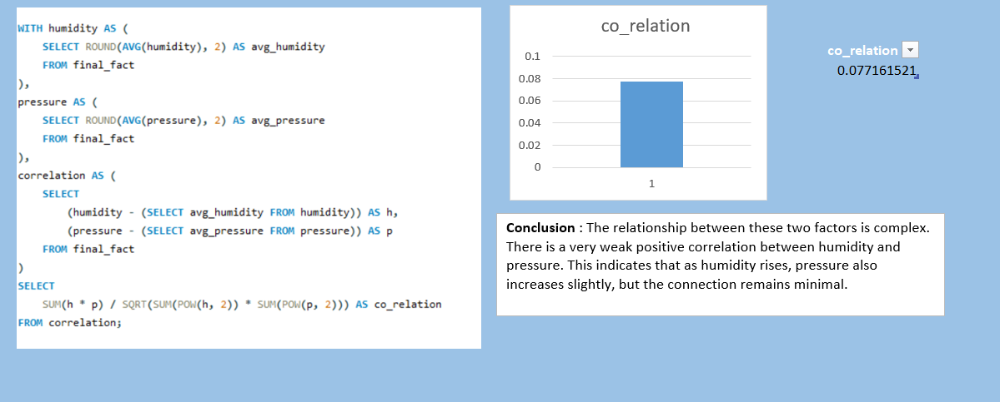 WITH humidity AS (
SELECT ROUND(AVG(humidity), 2) AS avg_humidity
FROM final_fact
),
pressure AS (
SELECT ROUND(AVG(pressure), 2) AS avg_pressure
FROM final_fact
),
correlation AS (
SELECT
(humidity - (SELECT avg_humidity FROM humidity)) AS h,
(pressure - (SELECT avg_pressure FROM pressure)) AS p
FROM final_fact
)
SELECT
SUM(h * p) / SQRT(SUM(POW(h, 2)) * SUM(POW(p, 2))) AS co_relation
FROM correlation;
co_relation
0.1
0.08
0.06
0.04
0.02
0
1
co_relation
0.077161521
Conclusion : The relationship between these two factors is complex.
There is a very weak positive correlation between humidity and
pressure. This indicates that as humidity rises, pressure also
increases slightly, but the connection remains minimal.